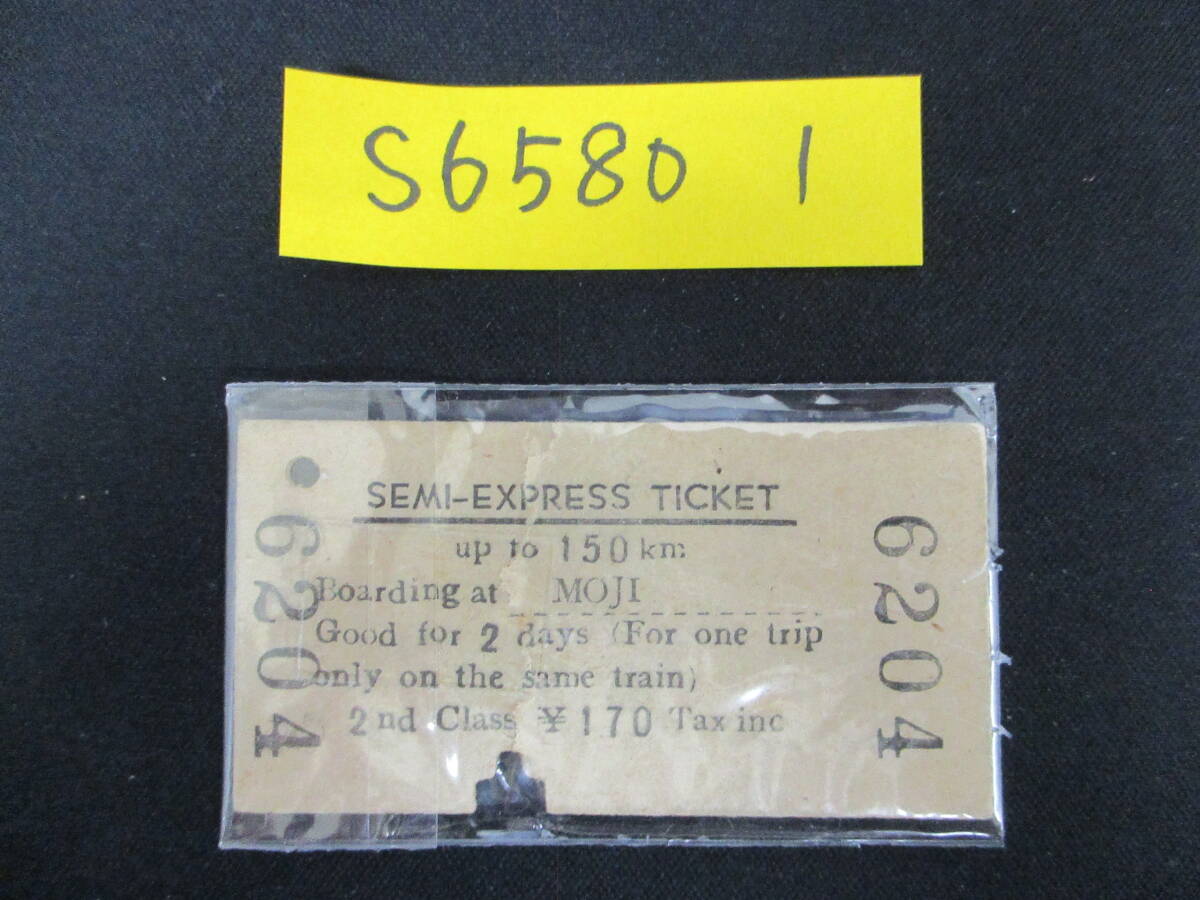 S6580 1
SEMI-EXPRESS TICKET
up to 150 km
Boarding at MOJI
Good for 2 days (For one trip
only on the same train)
2nd Class ¥170 Tax inc
6204
6204